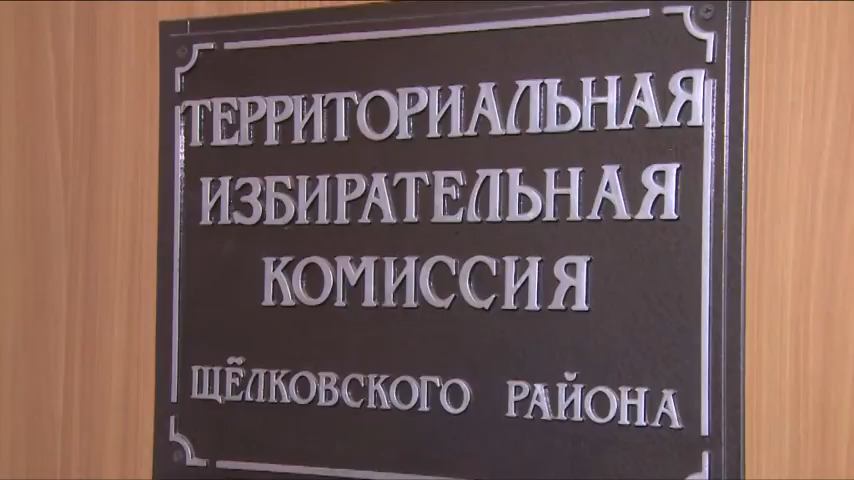 ТЕРРИТОРИАЛЬНАЯ
ИЗБИРАТЕЛЬНАЯ
КОМИССИЯ
ЩЁЛКОВСКОГО РАЙОНА